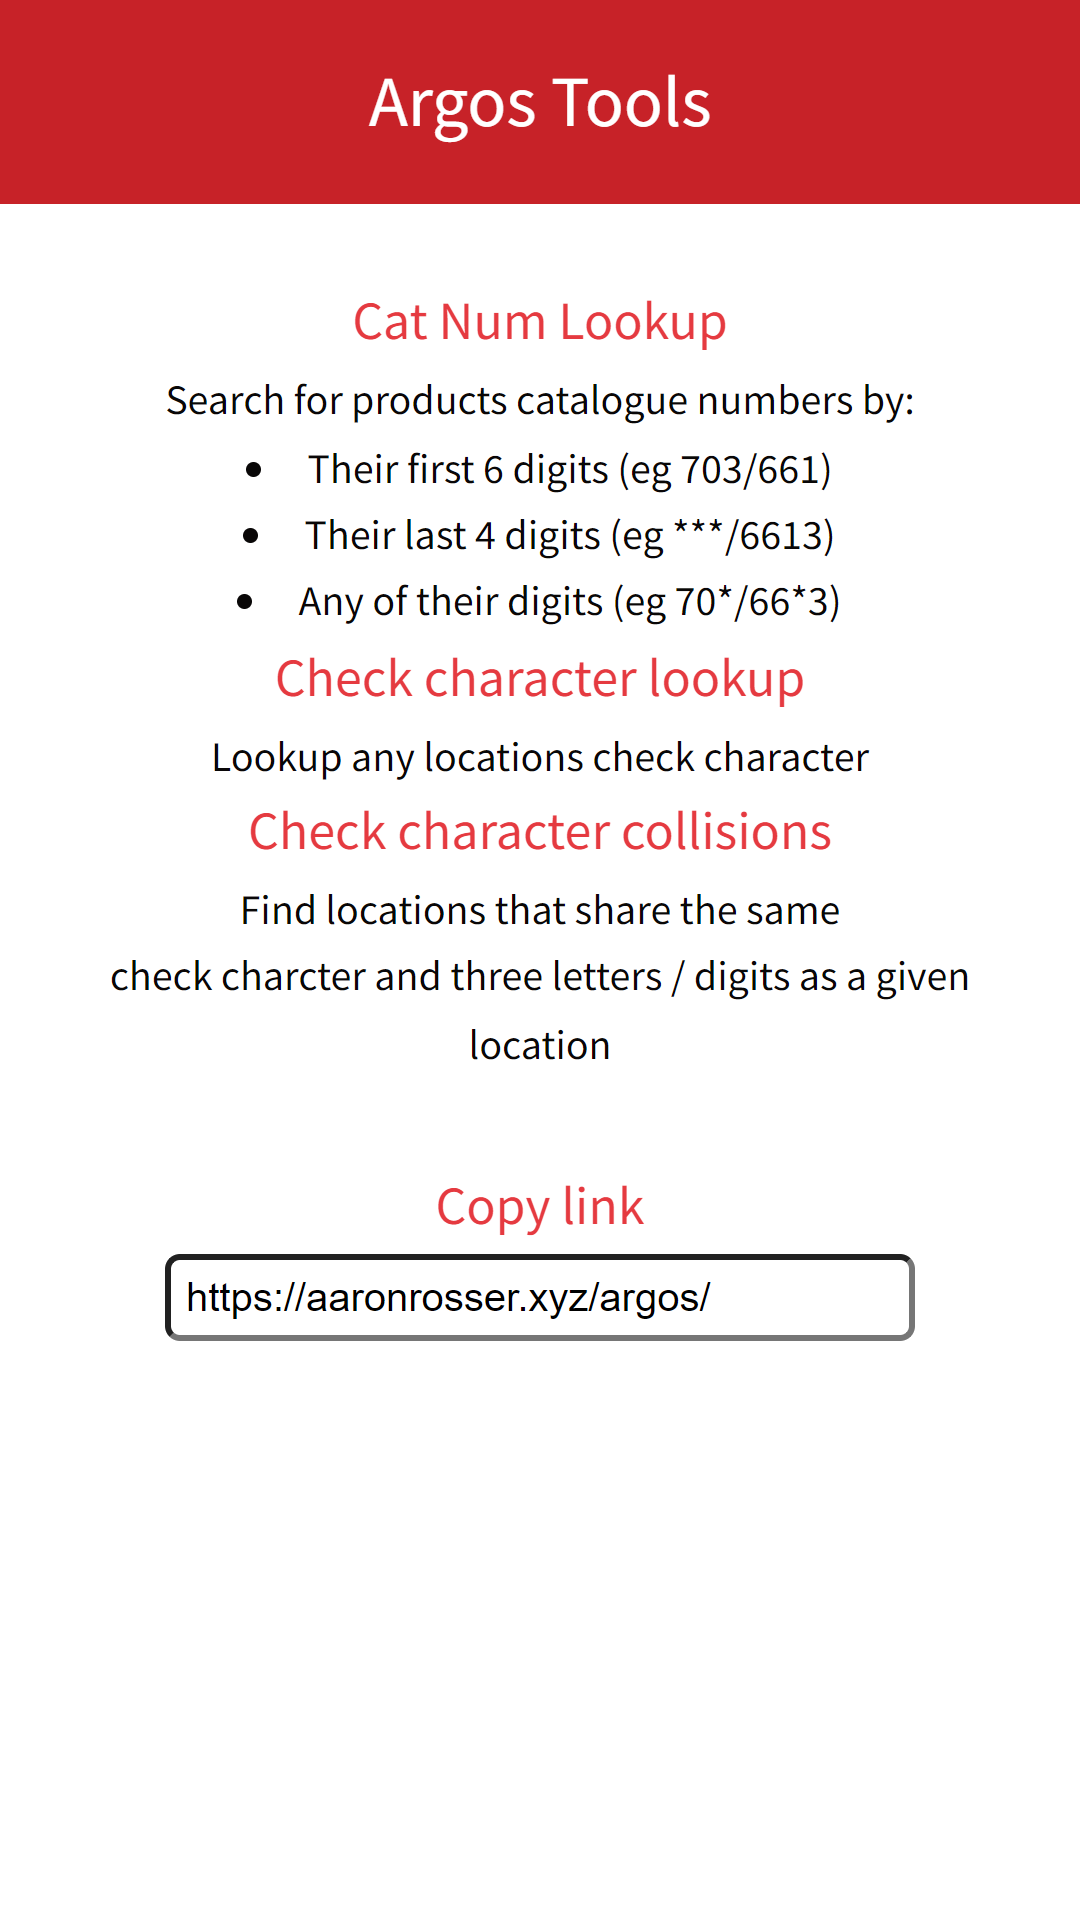 Argos Tools
Cat Num Lookup
Search for products catalogue numbers by:
• Their first 6 digits (eg 703/661)
• Their last 4 digits (eg ***/6613)
• Any of their digits (eg 70*/66*3)
Check character lookup
Lookup any locations check character
Check character collisions
Find locations that share the same
check charcter and three letters / digits as a given
location
Copy link
https://aaronrosser.xyz/argos/